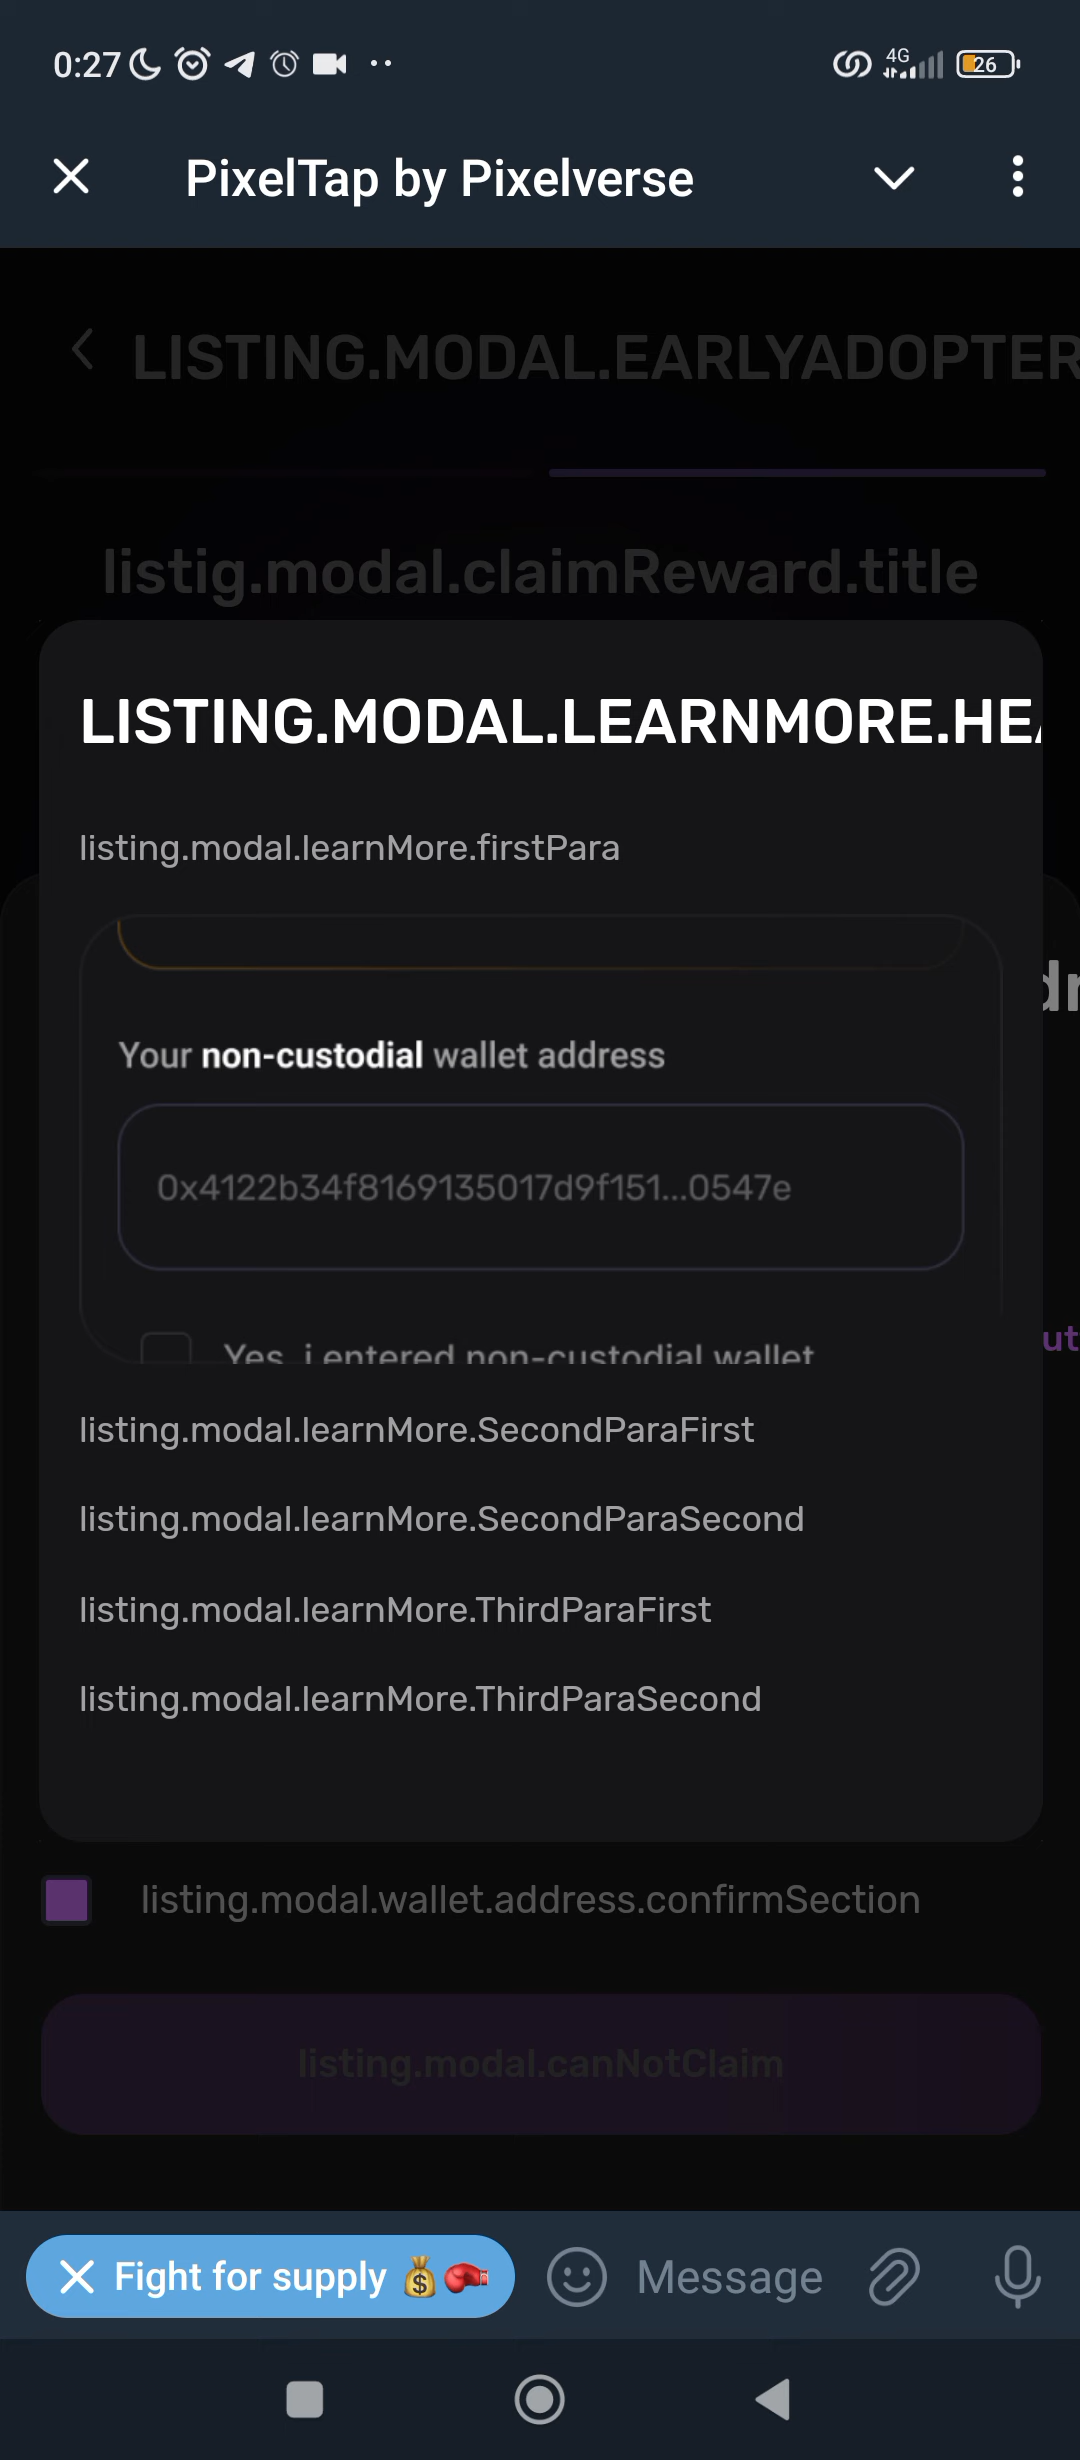 0:27
4G
26
PixelTap by Pixelverse
LISTING.MODAL.EARLYADOPTER
listig.modal.claimReward.title
LISTING.MODAL.LEARNMORE.HEA
listing.modal.learnMore.firstPara
dr
Your non-custodial wallet address
0x4122b34f8169135017d9f151...0547e
Yes, i entered non-custodial wallet
ut
listing.modal.learnMore.SecondParaFirst
listing.modal.learnMore.SecondParaSecond
listing.modal.learnMore.ThirdParaFirst
listing.modal.learnMore.ThirdParaSecond
listing.modal.wallet.address.confirmSection
listing.modal.canNotClaim
Fight for supply 💰🥊
Message